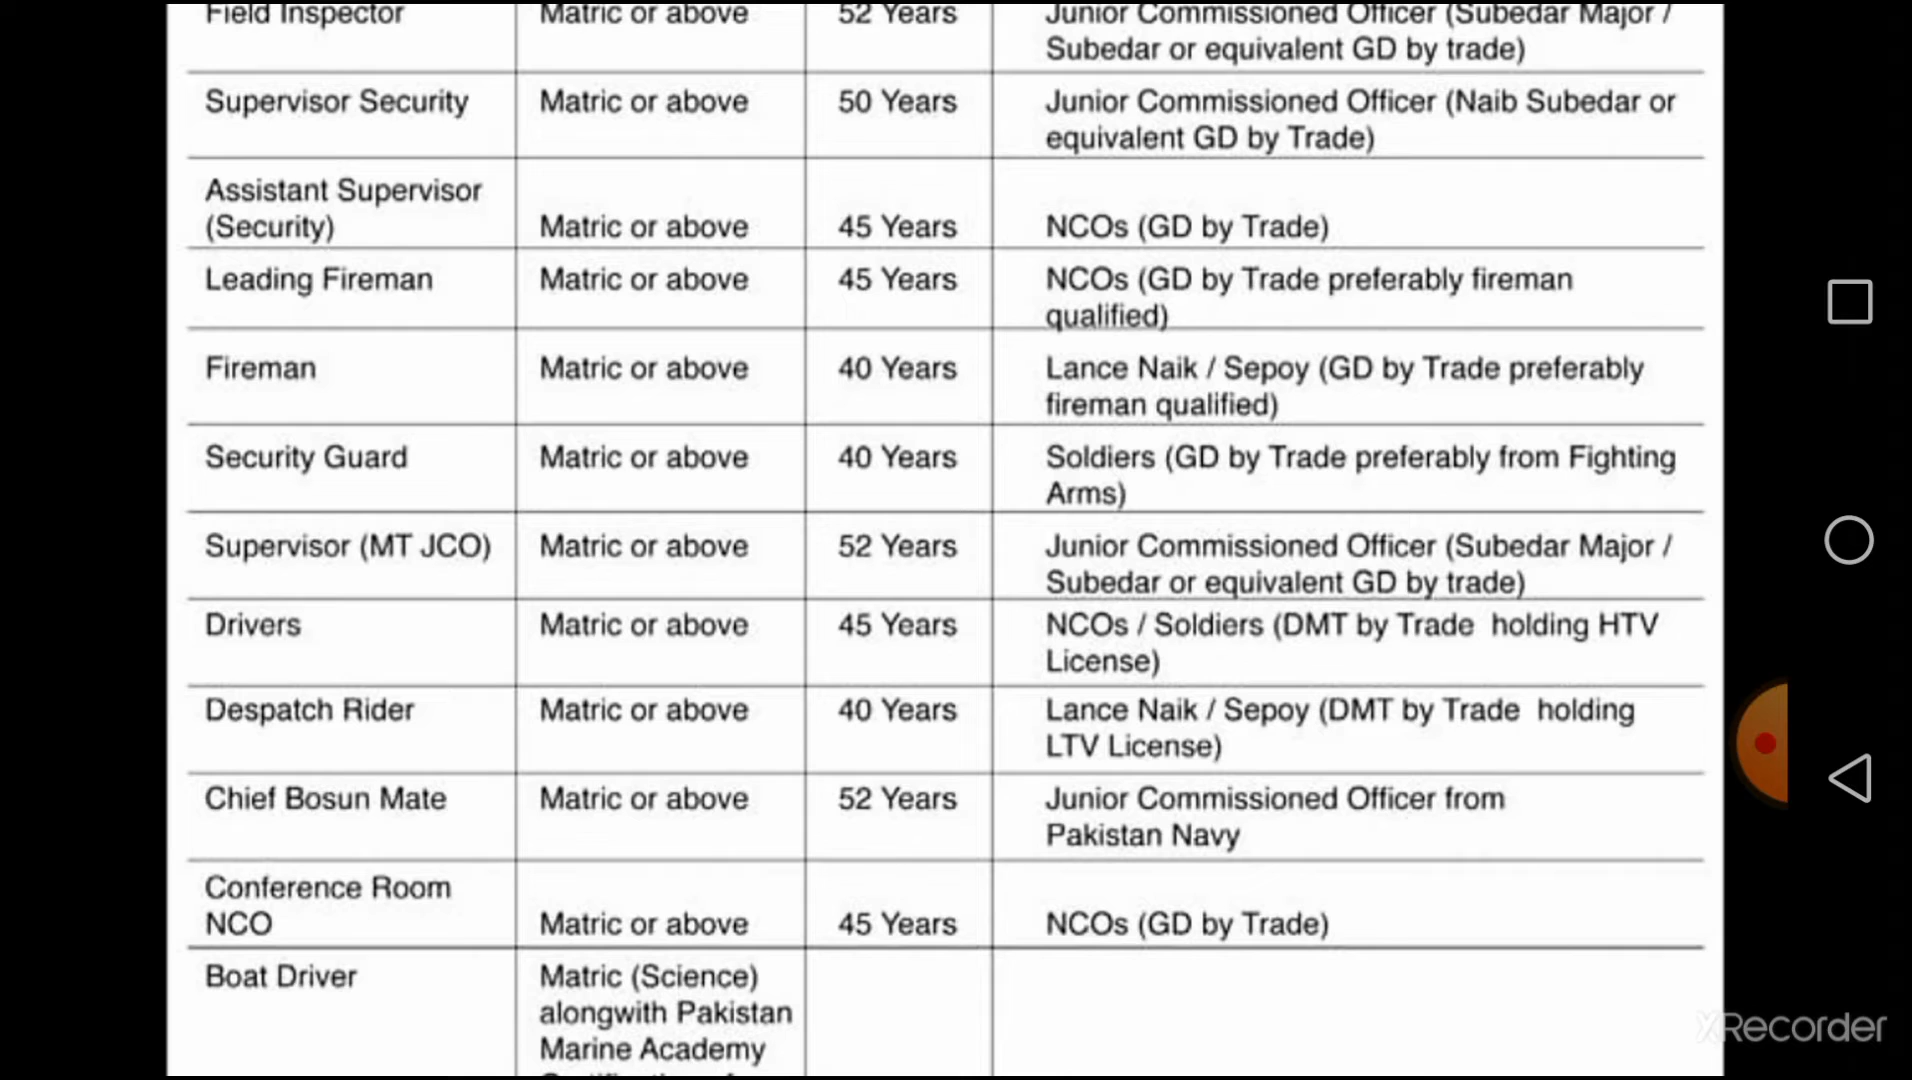 Field Inspector
Matric or above
52 Years
Junior Commissioned Officer (Subedar Major /
Subedar or equivalent GD by trade)
Supervisor Security
Matric or above
50 Years
Junior Commissioned Officer (Naib Subedar or
equivalent GD by Trade)
Assistant Supervisor
(Security)
Matric or above
45 Years
NCOs (GD by Trade)
Leading Fireman
Matric or above
45 Years
NCOs (GD by Trade preferably fireman
qualified)
Fireman
Matric or above
40 Years
Lance Naik / Sepoy (GD by Trade preferably
fireman qualified)
Security Guard
Matric or above
40 Years
Soldiers (GD by Trade preferably from Fighting
Arms)
Supervisor (MT JCO)
Matric or above
52 Years
Junior Commissioned Officer (Subedar Major /
Subedar or equivalent GD by trade)
Drivers
Matric or above
45 Years
NCOs / Soldiers (DMT by Trade holding HTV
License)
Despatch Rider
Matric or above
40 Years
Lance Naik / Sepoy (DMT by Trade holding
LTV License)
Chief Bosun Mate
Matric or above
52 Years
Junior Commissioned Officer from
Pakistan Navy
Conference Room
NCO
Matric or above
45 Years
NCOs (GD by Trade)
Boat Driver
Matric (Science)
alongwith Pakistan
Marine Academy
XRecorder